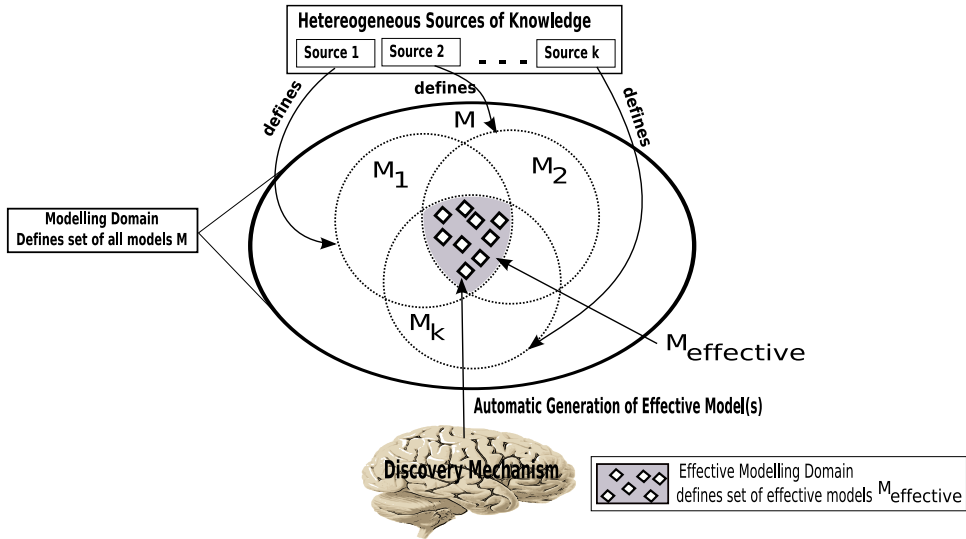 Hetereogeneous Sources of Knowledge
Source 1
Source 2
- - -
Source k
defines
defines
defines
M
M1
M2
Modelling Domain
Defines set of all models M
Mk
Meffective
Automatic Generation of Effective Model(s)
Discovery Mechanism
Effective Modelling Domain
defines set of effective models Meffective